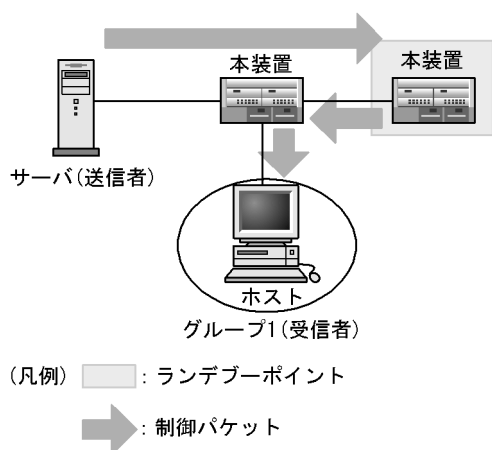 本装置
本装置
サーバ(送信者)
ホスト
グループ1(受信者)
(凡例) : ランデブーポイント
: 制御パケット